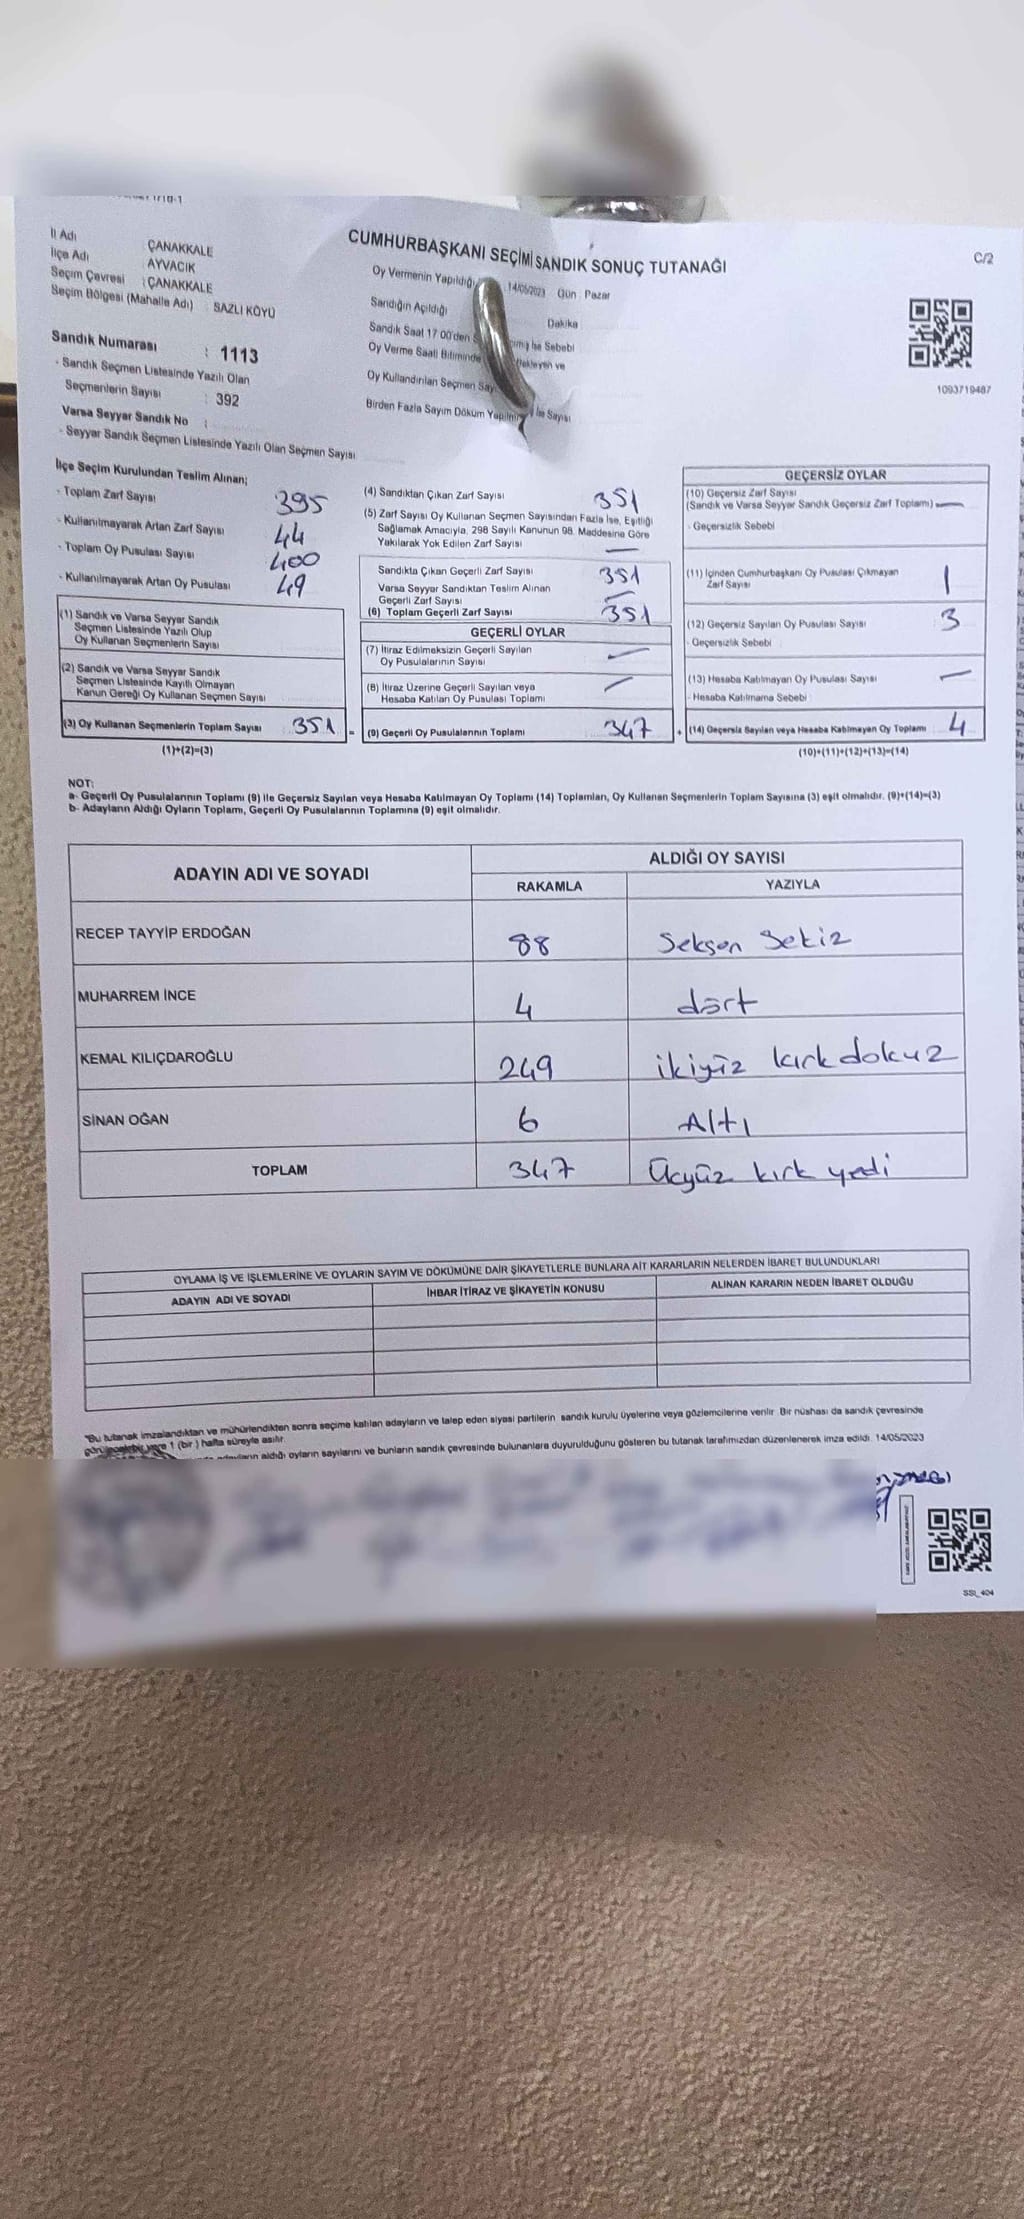 İl Adı : ÇANAKKALE
İlçe Adı : AYVACIK
Seçim Çevresi : ÇANAKKALE
Seçim Bölgesi (Mahalle Adı) : SAZLI KÖYÜ
Sandık Numarası : 1113
- Sandık Seçmen Listesinde Yazılı Olan
Seçmenlerin Sayısı : 392
Varsa Seyyar Sandık No :
- Seyyar Sandık Seçmen Listesinde Yazılı Olan Seçmen Sayısı
CUMHURBAŞKANI SEÇİMİ SANDIK SONUÇ TUTANAĞI
C/2
Oy Vermenin Yapıldığı 14/05/2023 Gün : Pazar
Sandığın Açıldığı Dakika
Sandık Saat 17 00'den İse Sebebi
Oy Verme Saati Bitiminde Bekleyen ve
Oy Kullandırılan Seçmen
Birden Fazla Sayım Döküm İse Sayısı
1093719487
İlçe Seçim Kurulundan Teslim Alınan;
- Toplam Zarf Sayısı 395
- Kullanılmayarak Artan Zarf Sayısı 44
- Toplam Oy Pusulası Sayısı 400
- Kullanılmayarak Artan Oy Pusulası 49
(1) Sandık ve Varsa Seyyar Sandık
Seçmen Listesinde Yazılı Olup
Oy Kullanan Seçmenlerin Sayısı
(2) Sandık ve Varsa Seyyar Sandık
Seçmen Listesinde Kayıtlı Olmayan
Kanun Gereği Oy Kullanan Seçmen Sayısı
(3) Oy Kullanan Seçmenlerin Toplam Sayısı 351 =
(1)+(2)=(3)
(4) Sandıktan Çıkan Zarf Sayısı 351
(5) Zarf Sayısı Oy Kullanan Seçmen Sayısından Fazla İse, Eşitliği
Sağlamak Amacıyla, 298 Sayılı Kanunun 98. Maddesine Göre
Yakılarak Yok Edilen Zarf Sayısı —
Sandıkta Çıkan Geçerli Zarf Sayısı 351
Varsa Seyyar Sandıktan Teslim Alınan
Geçerli Zarf Sayısı —
(6) Toplam Geçerli Zarf Sayısı 351
GEÇERLİ OYLAR
(7) İtiraz Edilmeksizin Geçerli Sayılan
Oy Pusulalarının Sayısı —
(8) İtiraz Üzerine Geçerli Sayılan veya
Hesaba Katılan Oy Pusulası Toplamı —
(9) Geçerli Oy Pusulalarının Toplamı 347 +
GEÇERSİZ OYLAR
(10) Geçersiz Zarf Sayısı
(Sandık ve Varsa Seyyar Sandık Geçersiz Zarf Toplamı) —
- Geçersizlik Sebebi
(11) İçinden Cumhurbaşkanı Oy Pusulası Çıkmayan
Zarf Sayısı 1
(12) Geçersiz Sayılan Oy Pusulası Sayısı 3
- Geçersizlik Sebebi
(13) Hesaba Katılmayan Oy Pusulası Sayısı —
- Hesaba Katılmama Sebebi
(14) Geçersiz Sayılan veya Hesaba Katılmayan Oy Toplamı 4
(10)+(11)+(12)+(13)=(14)
NOT:
a- Geçerli Oy Pusulalarının Toplamı (9) ile Geçersiz Sayılan veya Hesaba Katılmayan Oy Toplamı (14) Toplamları, Oy Kullanan Seçmenlerin Toplam Sayısına (3) eşit olmalıdır. (9)+(14)=(3)
b- Adayların Aldığı Oyların Toplamı, Geçerli Oy Pusulalarının Toplamına (9) eşit olmalıdır.
ADAYIN ADI VE SOYADI
ALDIĞI OY SAYISI
RAKAMLA YAZIYLA
RECEP TAYYİP ERDOĞAN 88 Seksen Sekiz
MUHARREM İNCE 4 dört
KEMAL KILIÇDAROĞLU 249 ikiyüz kırk dokuz
SİNAN OĞAN 6 Altı
TOPLAM 347 Üçyüz kırk yedi
OYLAMA İŞ VE İŞLEMLERİNE VE OYLARIN SAYIM VE DÖKÜMÜNE DAİR ŞİKAYETLERLE BUNLARA AİT KARARLARIN NELERDEN İBARET BULUNDUKLARI
ADAYIN ADI VE SOYADI İHBAR İTİRAZ VE ŞİKAYETİN KONUSU ALINAN KARARIN NEDEN İBARET OLDUĞU
*Bu tutanak imzalandıktan ve mühürlendikten sonra seçime katılan adayların ve talep eden siyasi partilerin sandık kurulu üyelerine veya gözlemcilerine verilir. Bir nüshası da sandık çevresinde
görülecek bir yere 1 (bir) hafta süreyle asılır.
adayların aldığı oyların sayılarını ve bunların sandık çevresinde bulunanlara duyurulduğunu gösteren bu tutanak tarafımızdan düzenlenerek imza edildi. 14/05/2023
SSI_404